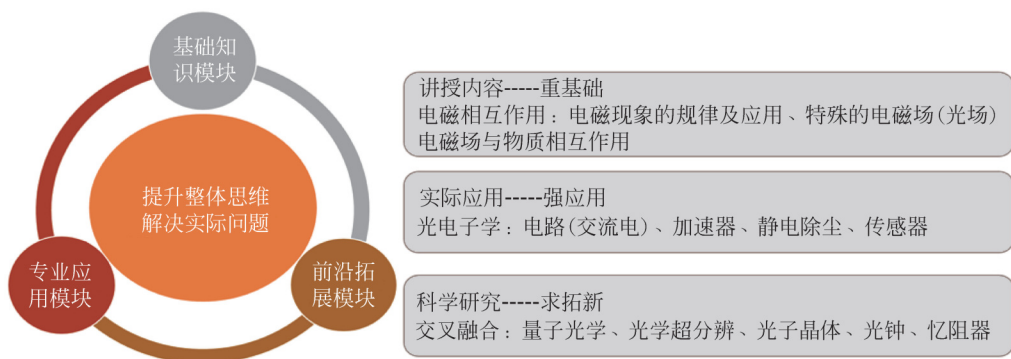 基础知
识模块
提升整体思维
解决实际问题
专业应
用模块
前沿拓
展模块
讲授内容-----重基础
电磁相互作用：电磁现象的规律及应用、特殊的电磁场(光场)
电磁场与物质相互作用
实际应用-----强应用
光电子学：电路(交流电)、加速器、静电除尘、传感器
科学研究-----求拓新
交叉融合：量子光学、光学超分辨、光子晶体、光钟、忆阻器